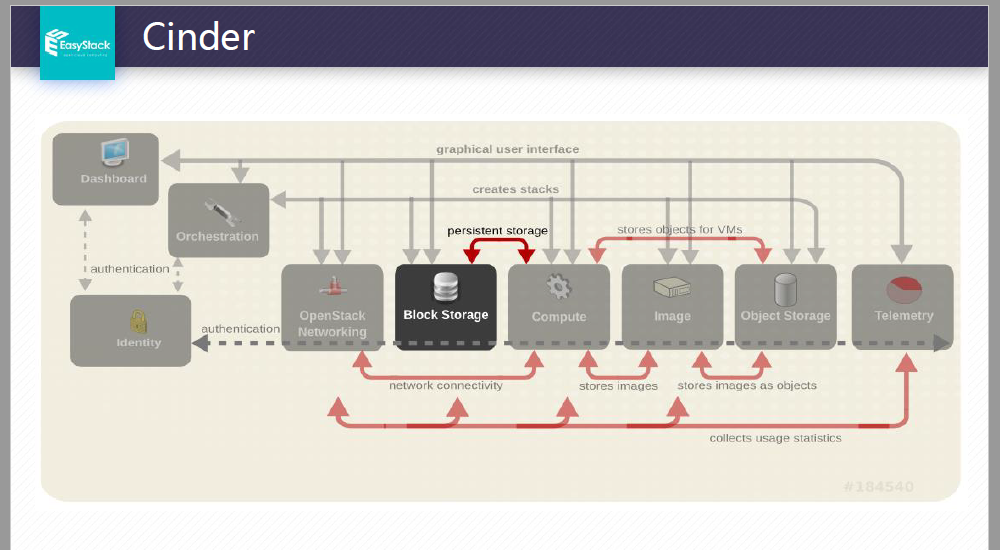 EasyStack
Cinder
graphical user interface
Dashboard
creates stacks
Orchestration
persistent storage
stores objects for VMs
authentication
OpenStack
Networking
Block Storage
Compute
Image
Object Storage
Telemetry
Identity
authentication
network connectivity
stores images
stores images as objects
collects usage statistics
#184540